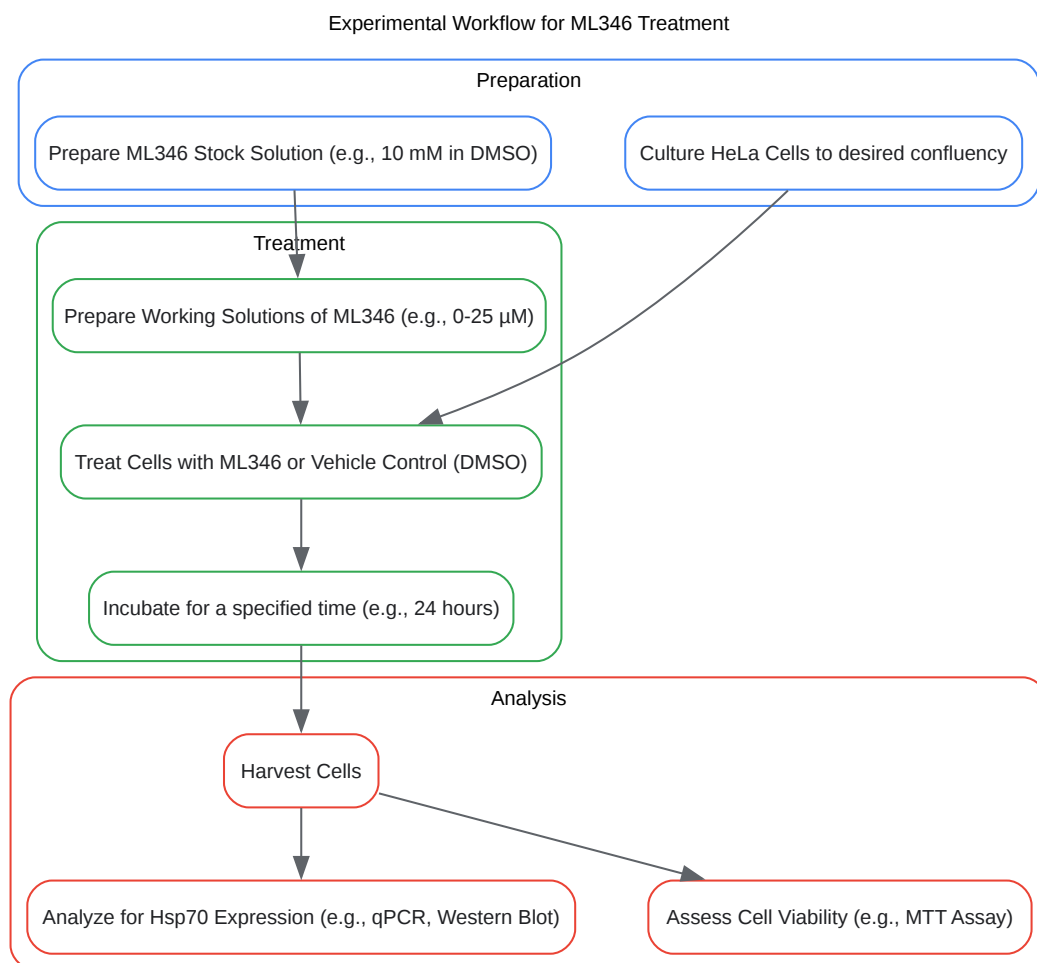 Experimental Workflow for ML346 Treatment
Preparation
Prepare ML346 Stock Solution (e.g., 10 mM in DMSO)
Culture HeLa Cells to desired confluency
Treatment
Prepare Working Solutions of ML346 (e.g., 0-25 µM)
Treat Cells with ML346 or Vehicle Control (DMSO)
Incubate for a specified time (e.g., 24 hours)
Analysis
Harvest Cells
Analyze for Hsp70 Expression (e.g., qPCR, Western Blot)
Assess Cell Viability (e.g., MTT Assay)